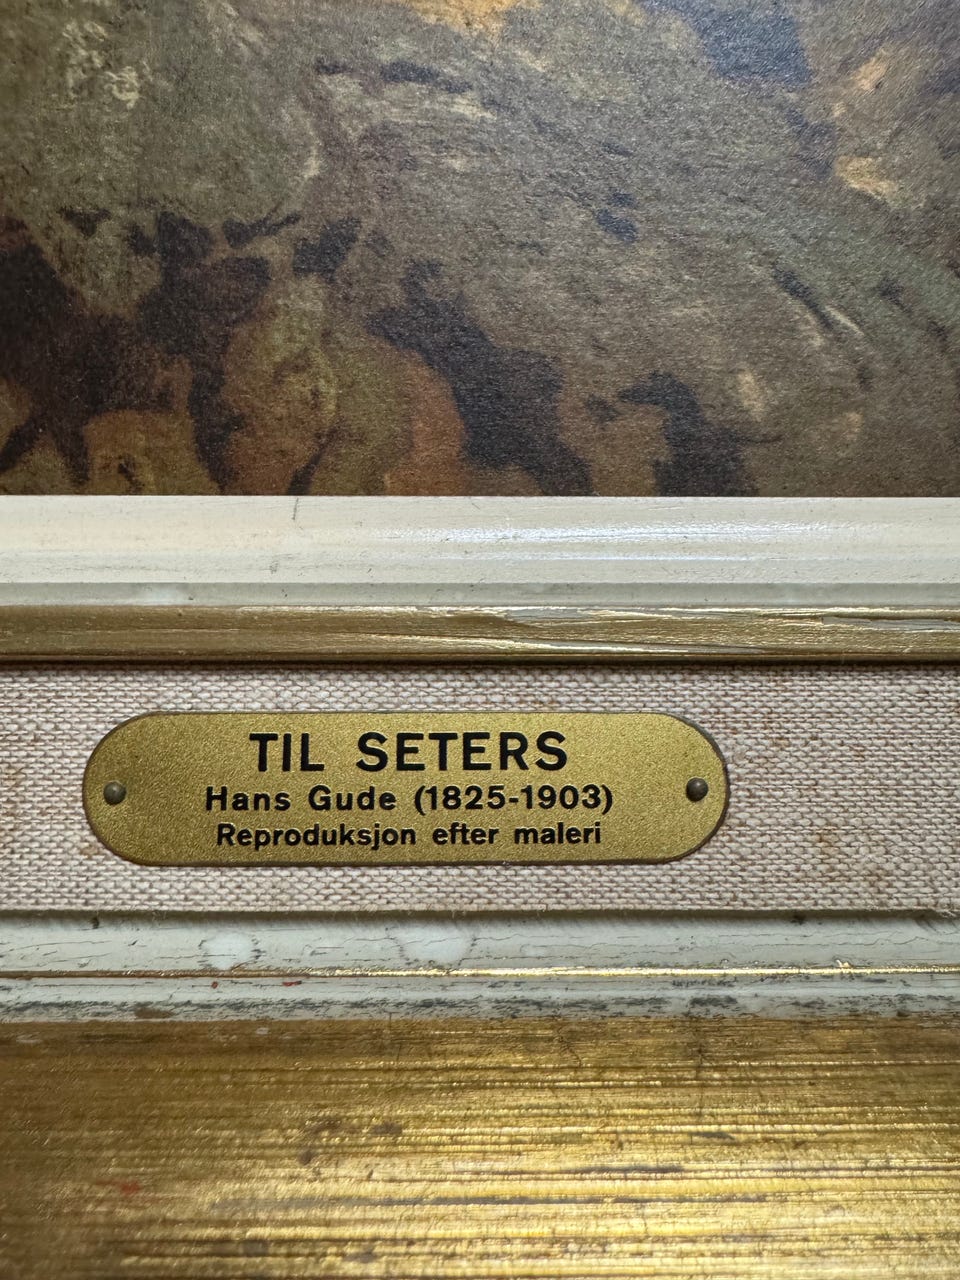 TIL SETERS
Hans Gude (1825-1903)
Reproduksjon efter maleri